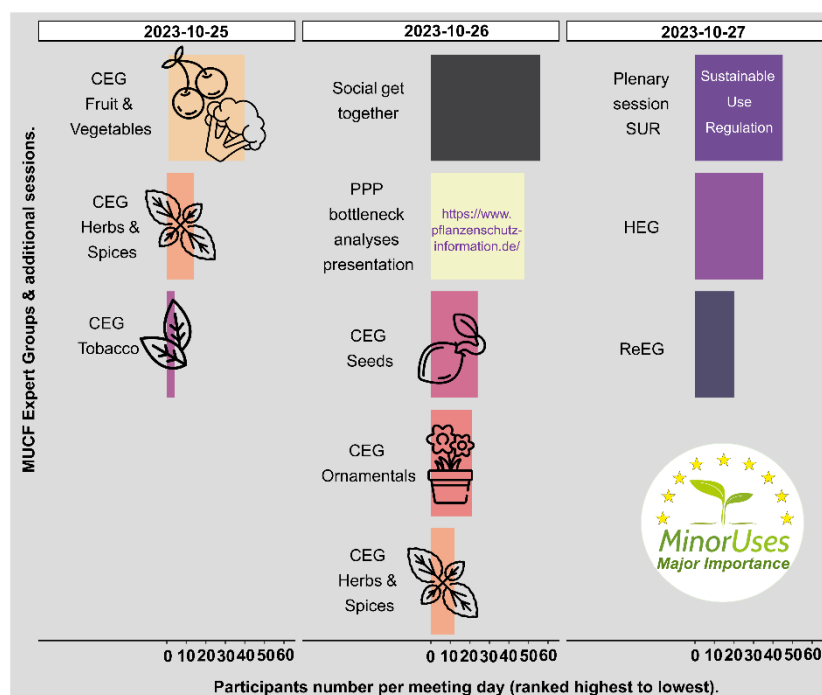 2023-10-25
2023-10-26
2023-10-27
MUCF Expert Groups & additional sessions.
CEG
Fruit &
Vegetables
CEG
Herbs &
Spices
CEG
Tobacco
0 10 20 30 40 50 60
Social get
together
PPP
bottleneck
analyses
presentation
https://www.
pflanzenschutz-
information.de/
CEG
Seeds
CEG
Ornamentals
CEG
Herbs &
Spices
0 10 20 30 40 50 60
Plenary
session
SUR
Sustainable
Use
Regulation
HEG
ReEG
MinorUses
Major Importance
0 10 20 30 40 50 60
Participants number per meeting day (ranked highest to lowest).